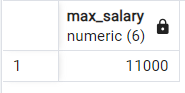 max_salary
numeric (6)
1 11000